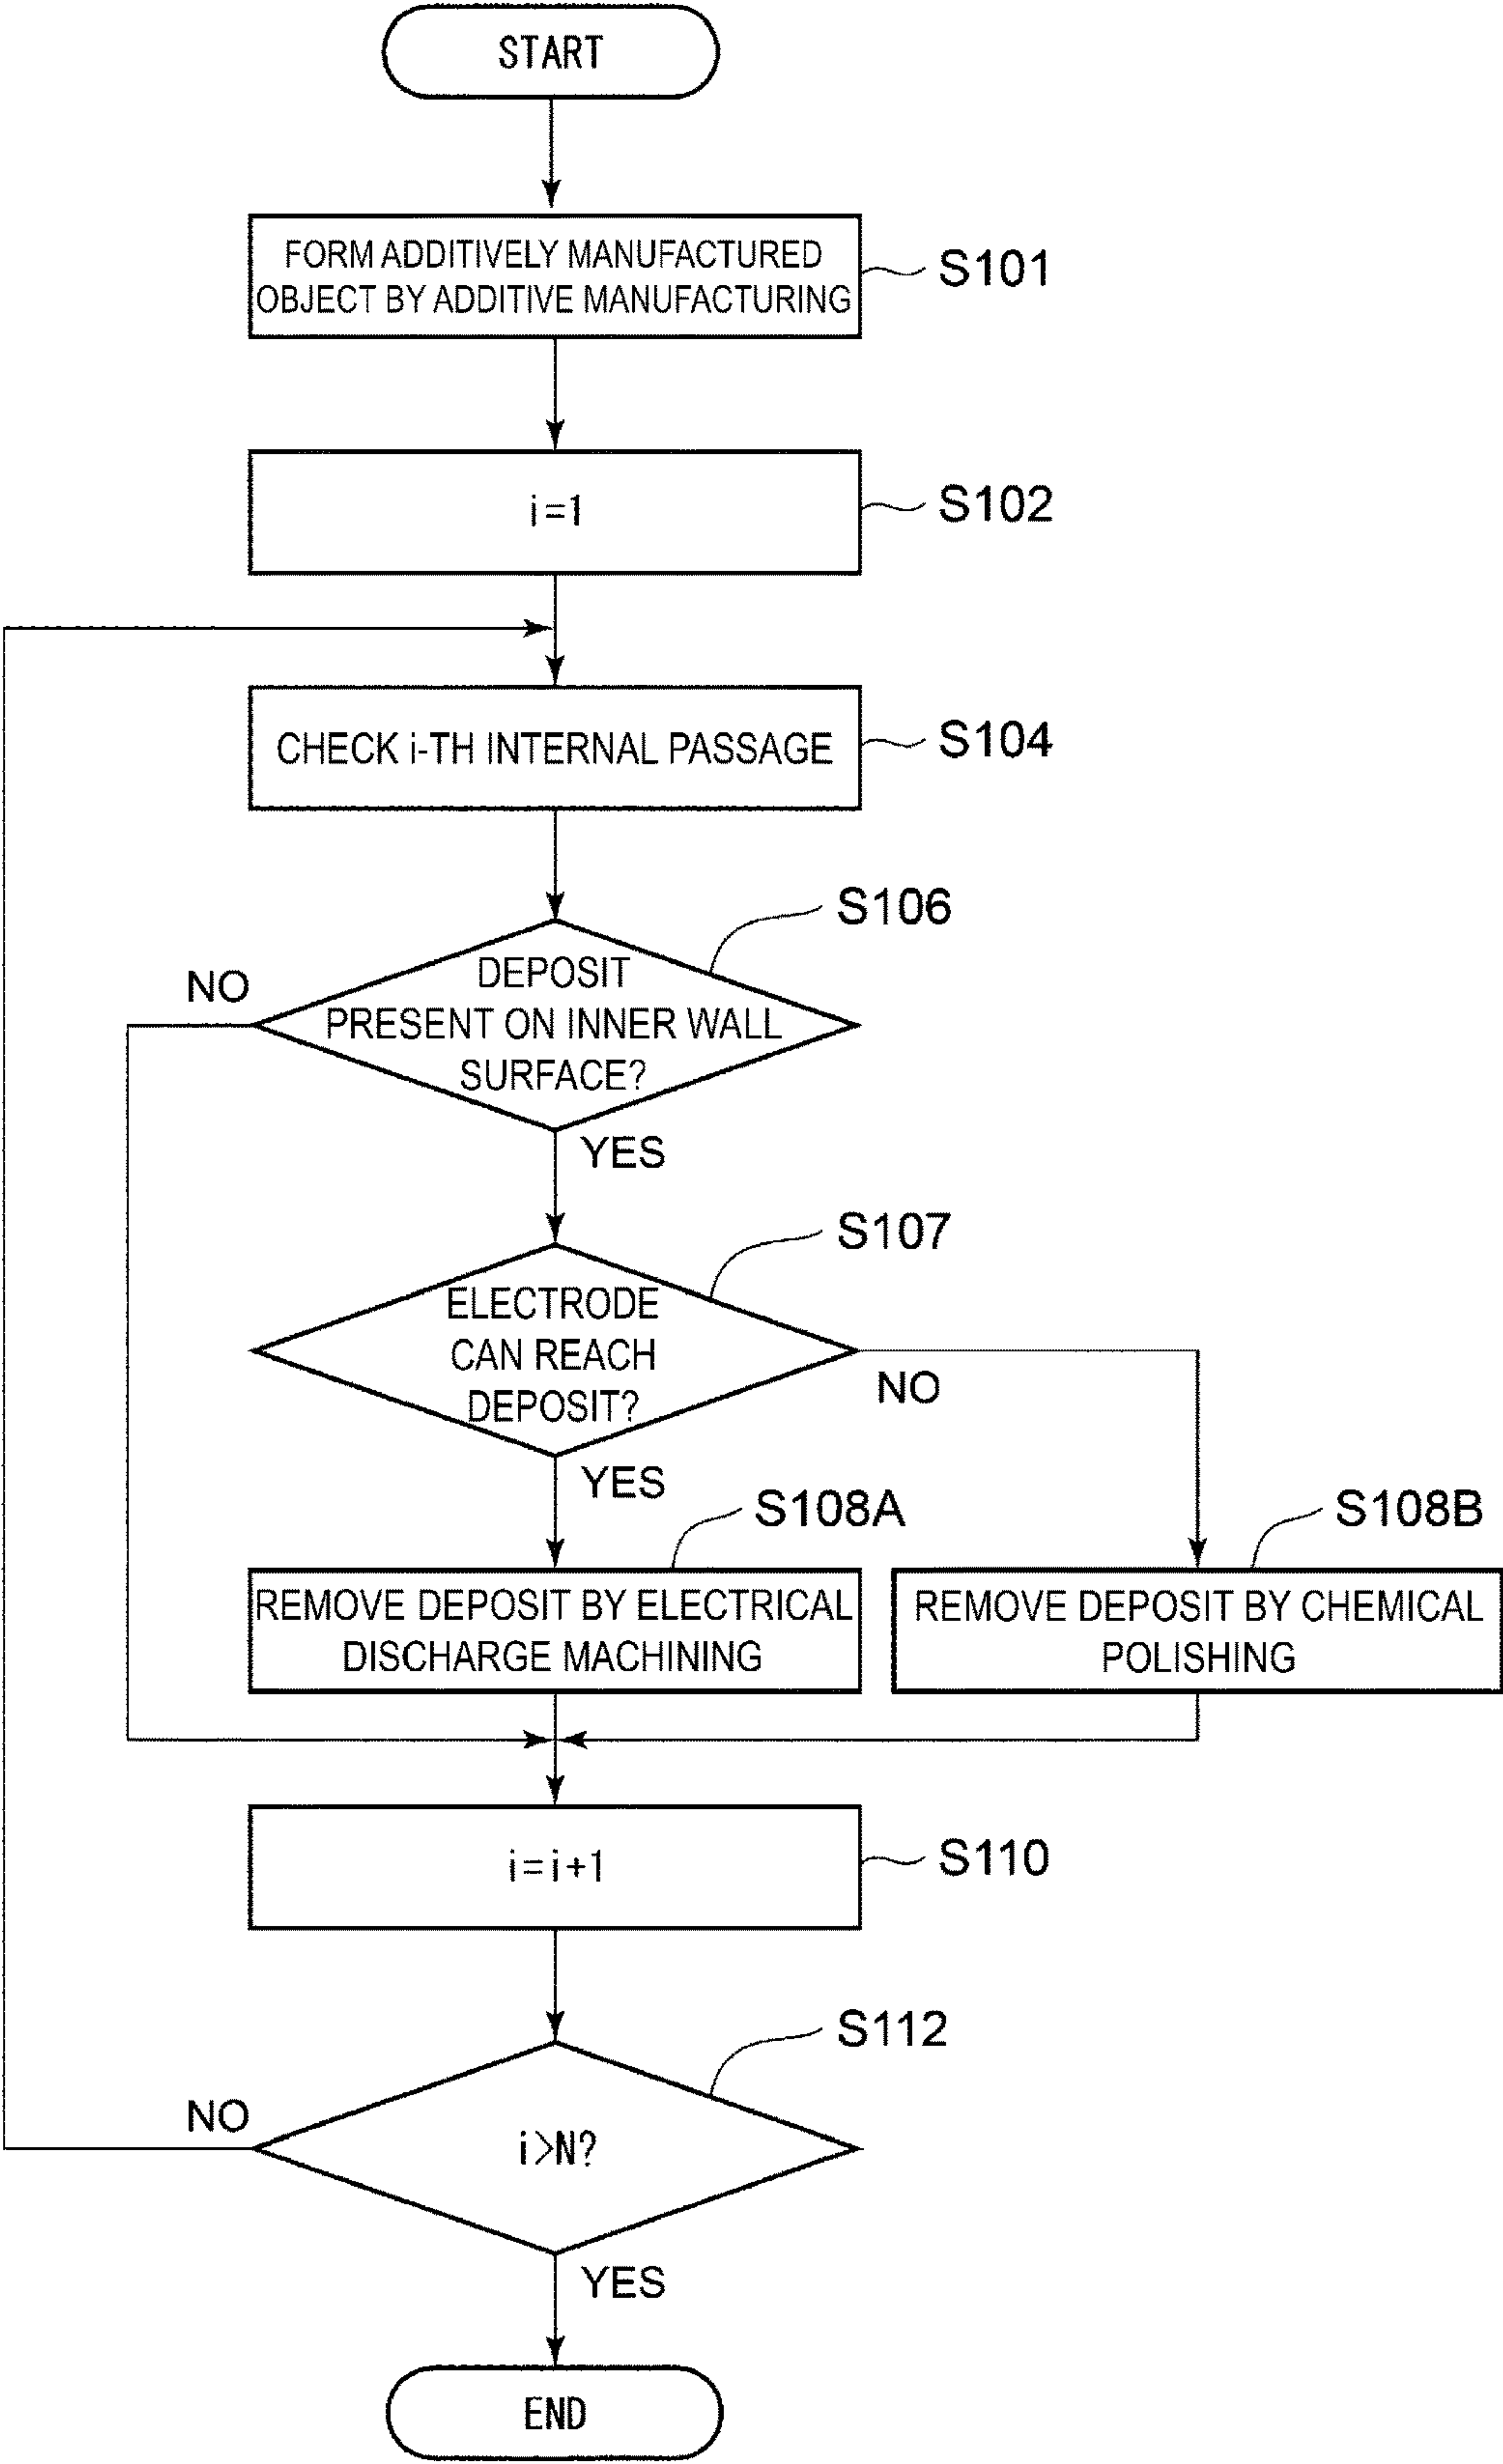 START
FORM ADDITIVELY MANUFACTURED
OBJECT BY ADDITIVE MANUFACTURING
S101
i=1
S102
CHECK i-TH INTERNAL PASSAGE
S104
S106
NO
DEPOSIT
PRESENT ON INNER WALL
SURFACE?
YES
S107
ELECTRODE
CAN REACH
DEPOSIT?
NO
YES
S108A
S108B
REMOVE DEPOSIT BY ELECTRICAL
DISCHARGE MACHINING
REMOVE DEPOSIT BY CHEMICAL
POLISHING
i=i+1
S110
S112
NO
i>N?
YES
END